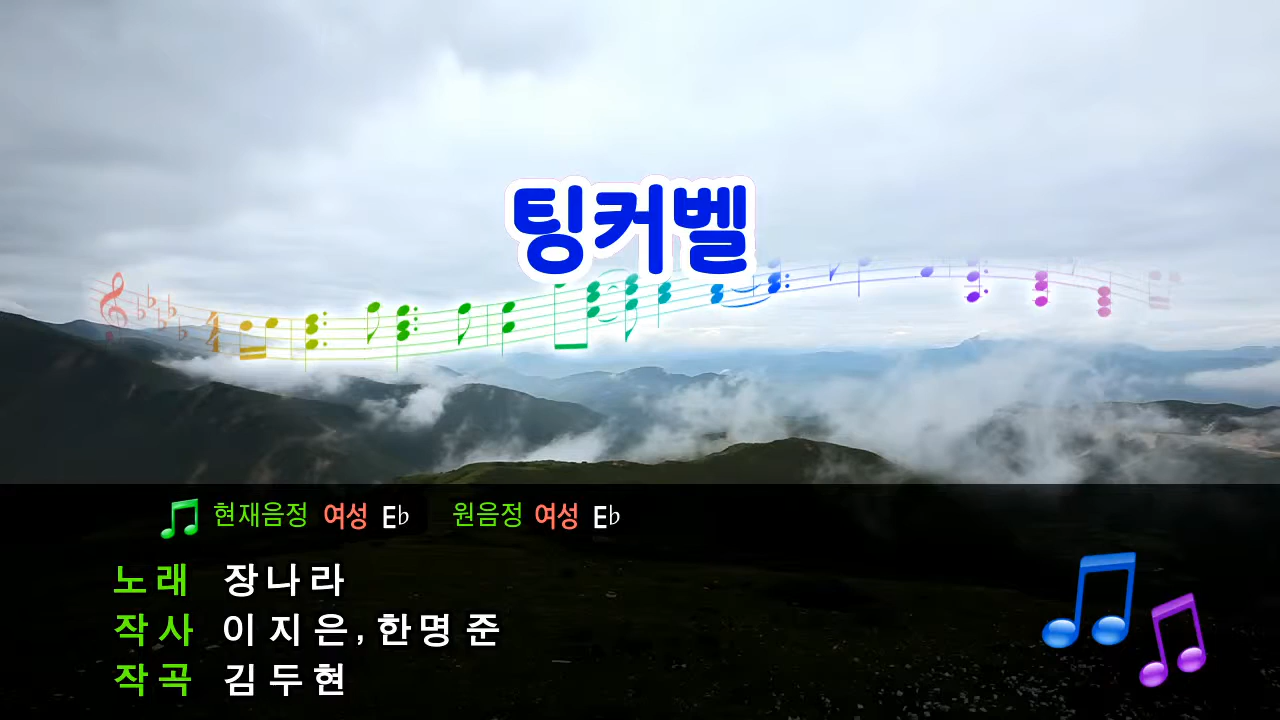 팅커벨
현재음정 여성 E♭ 원음정 여성 E♭
노래 장나라
작사 이지은, 한명준
작곡 김두현